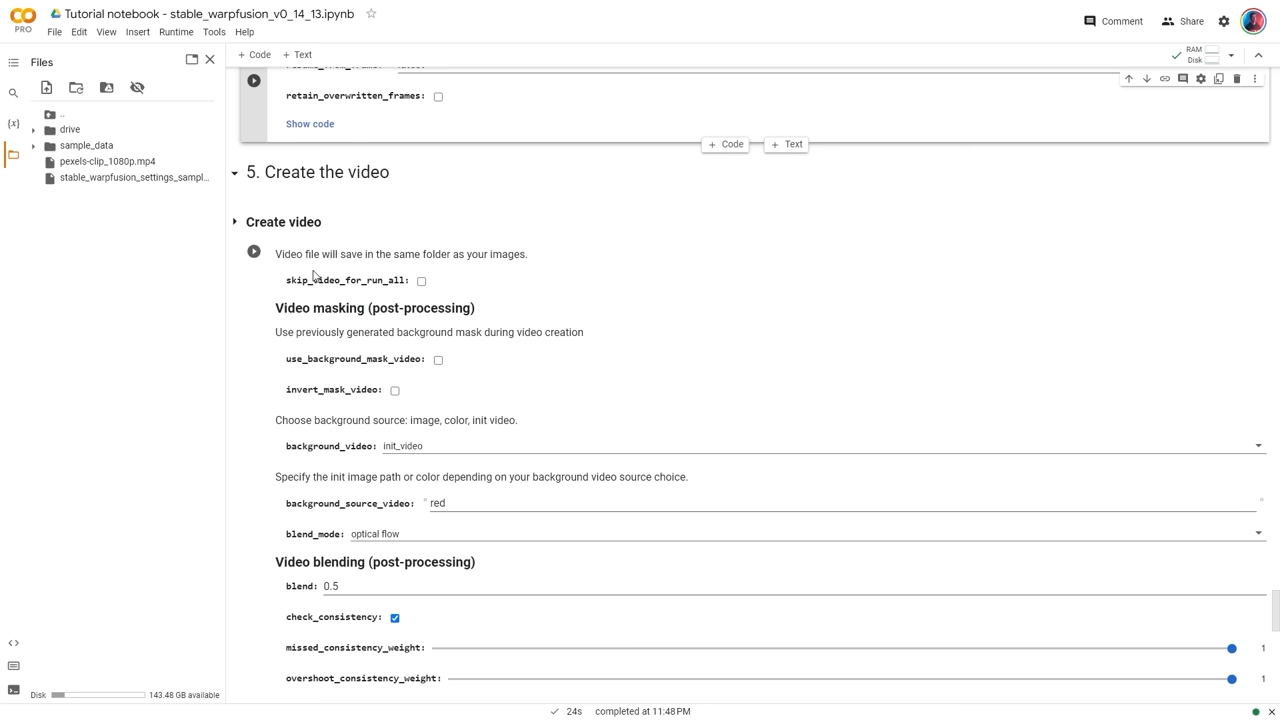 Tutorial notebook - stable_warpfusion_v0_14_13.ipynb
PRO
File Edit View Insert Runtime Tools Help
Comment
Share
+ Code + Text
RAM
Disk
Files
..
drive
sample_data
pexels-clip_1080p.mp4
stable_warpfusion_settings_sampl...
retain_overwritten_frames:
Show code
+ Code + Text
5. Create the video
Create video
Video file will save in the same folder as your images.
skip_video_for_run_all:
Video masking (post-processing)
Use previously generated background mask during video creation
use_background_mask_video:
invert_mask_video:
Choose background source: image, color, init video.
background_video: init_video
Specify the init image path or color depending on your background video source choice.
background_source_video: " red "
blend_mode: optical flow
Video blending (post-processing)
blend: 0.5
check_consistency:
missed_consistency_weight: 1
overshoot_consistency_weight: 1
Disk 143.48 GB available
24s completed at 11:48 PM